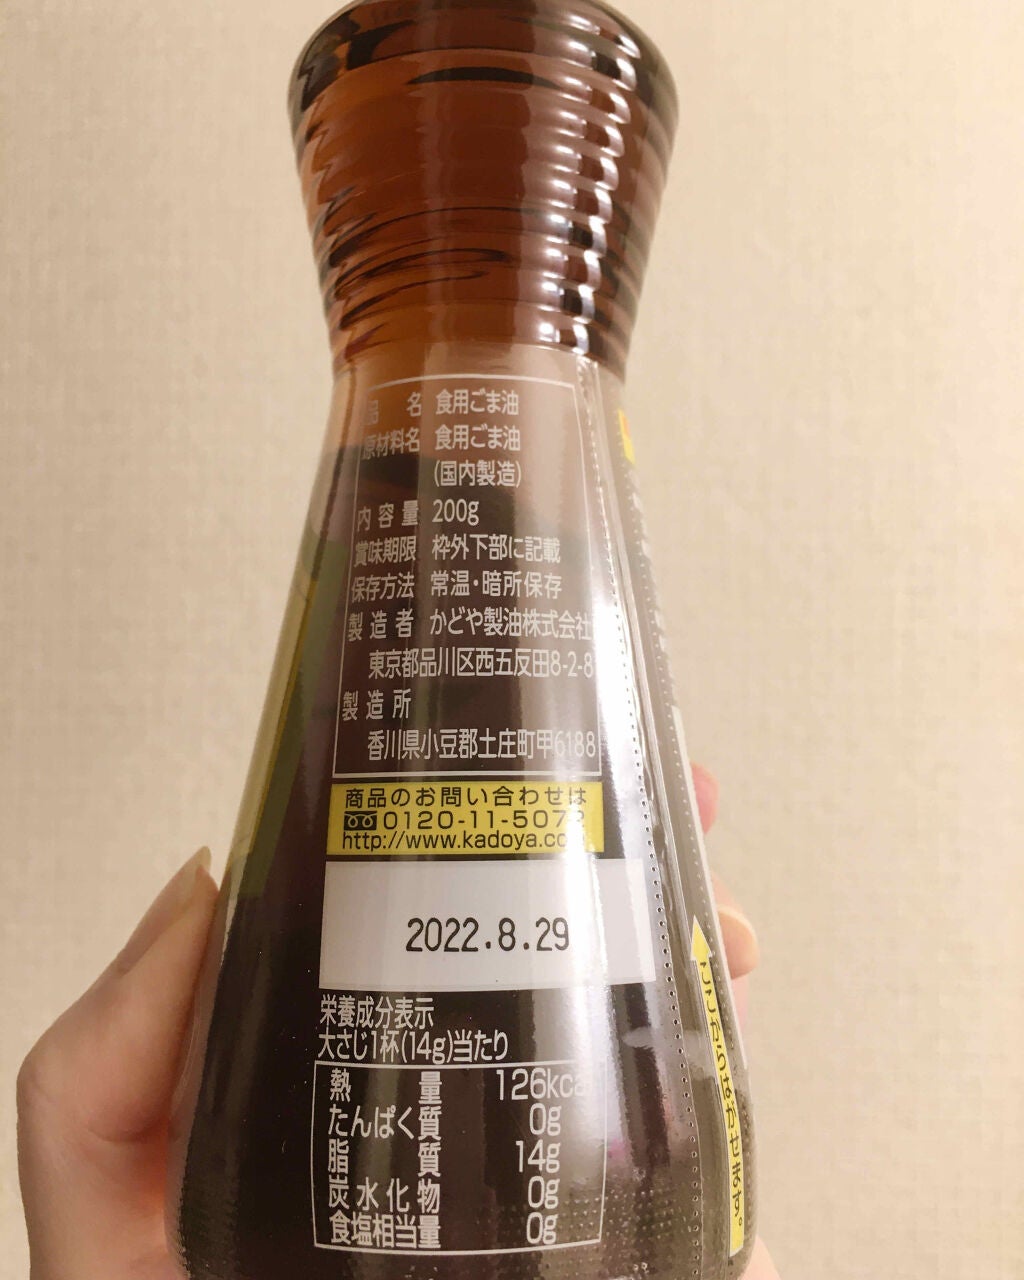 品名 食用ごま油
原材料名 食用ごま油
(国内製造)
内容量 200g
賞味期限 枠外下部に記載
保存方法 常温・暗所保存
製造者 かどや製油株式会社
東京都品川区西五反田8-2-8
製造所
香川県小豆郡土庄町甲6188
商品のお問い合わせは
0120-11-5072
http://www.kadoya.com
2022.8.29
栄養成分表示
大さじ1杯(14g)当たり
熱量 126kcal
たんぱく質 0g
脂質 14g
炭水化物 0g
食塩相当量 0g
ここからはがせます。